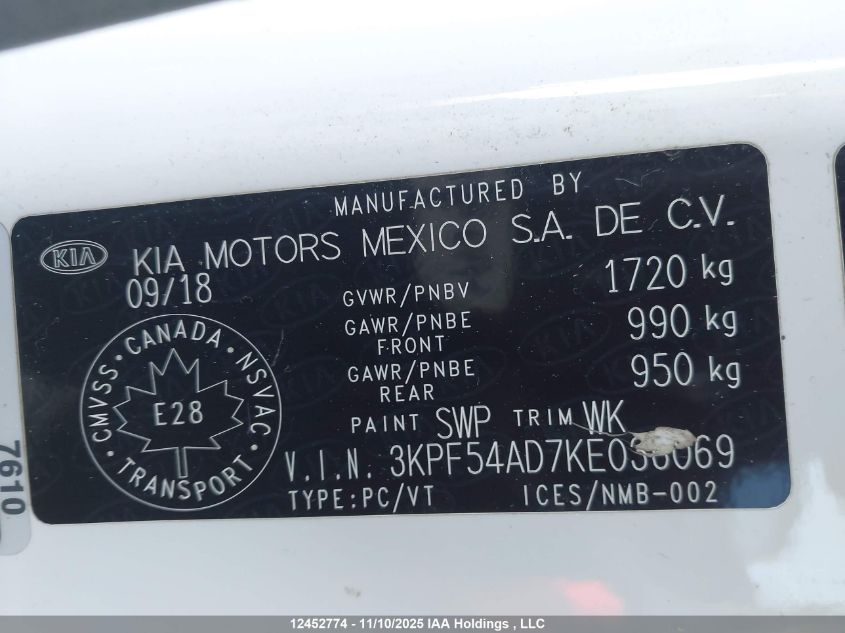 MANUFACTURED BY
KIA
KIA MOTORS MEXICO S.A. DE C.V.
09/18
GVWR/PNBV 1720 kg
GAWR/PNBE FRONT 990 kg
GAWR/PNBE REAR 950 kg
CANADA · NSVAC · TRANSPORT · CMVSS
E28
PAINT SWP TRIM WK
V.I.N.
TYPE:PC/VT ICES/NMB-002
7610
12452774 - 11/10/2025 IAA Holdings , LLC